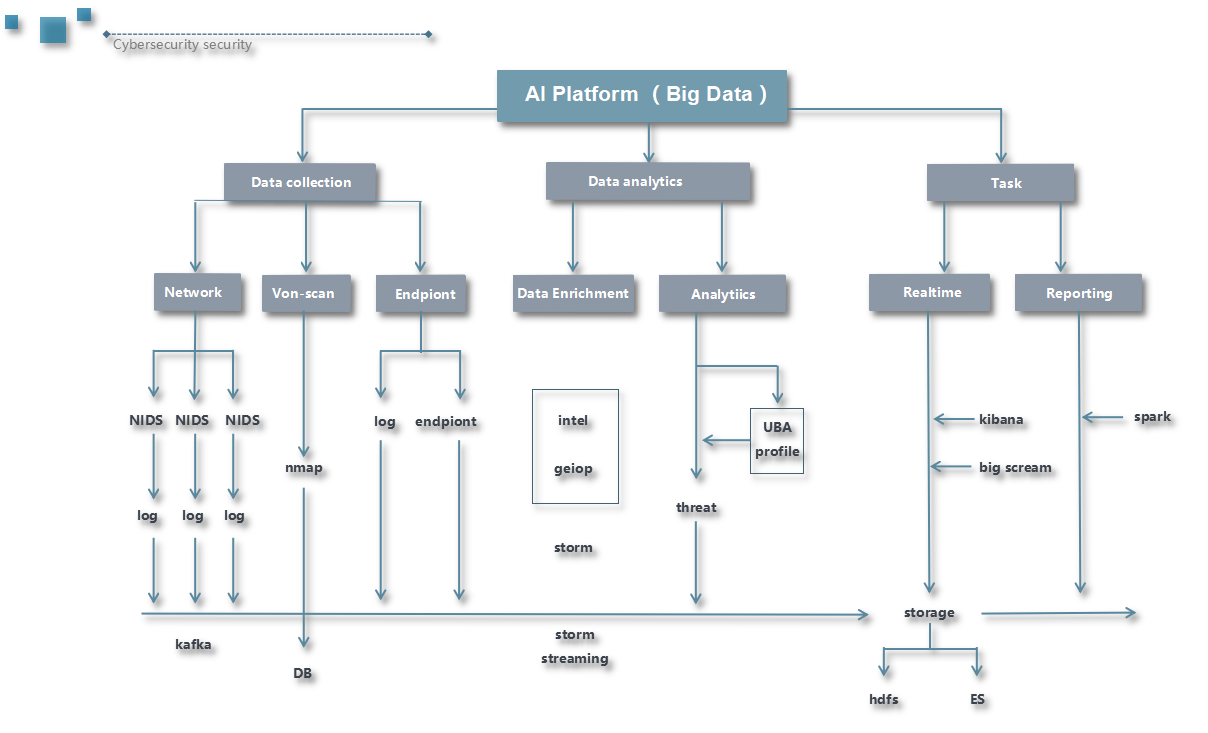 Cybersecurity security
AI Platform ( Big Data )
Data collection
Data analytics
Task
Network
Von-scan
Endpiont
Data Enrichment
Analytiics
Realtime
Reporting
NIDS
NIDS
NIDS
log
endpiont
intel
UBA
profile
kibana
spark
nmap
geiop
big scream
log
log
log
threat
storm
storage
kafka
storm
streaming
DB
hdfs
ES